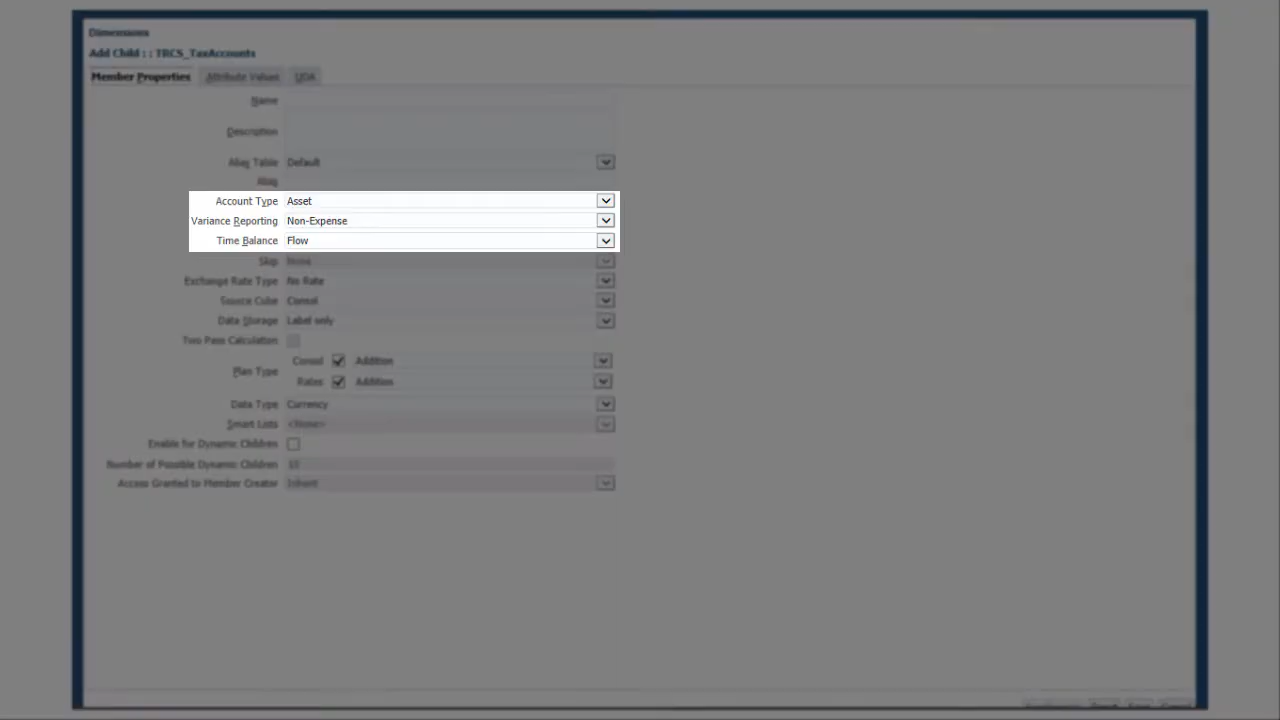 Dimensions
Add Child : : TRCS_TaxAccounts
Member Properties Attribute Values UDA
Name
Description
Alias Table Default
Alias
Account Type Asset
Variance Reporting Non-Expense
Time Balance Flow
Skip None
Exchange Rate Type No Rate
Source Cube Consol
Data Storage Label only
Two Pass Calculation
Consol Addition
Plan Type
Rates Addition
Data Type Currency
Smart Lists <None>
Enable for Dynamic Children
Number of Possible Dynamic Children 10
Access Granted to Member Creator Inherit